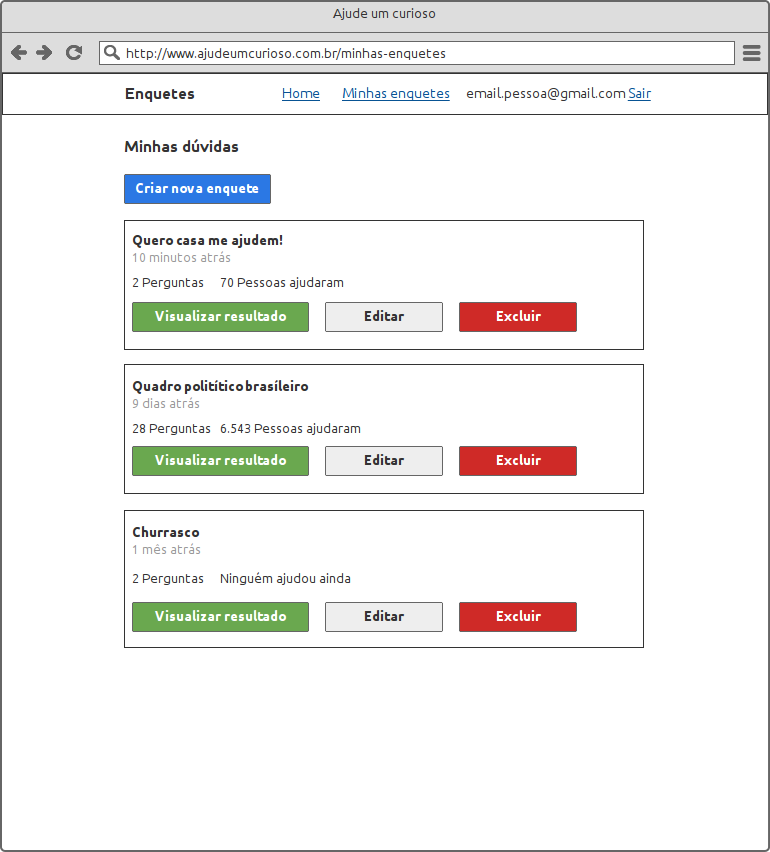 Ajude um curioso
http://www.ajudeumcurioso.com.br/minhas-enquetes
Enquetes Home Minhas enquetes email.pessoa@gmail.com Sair
Minhas dúvidas
Criar nova enquete
Quero casa me ajudem!
10 minutos atrás
2 Perguntas 70 Pessoas ajudaram
Visualizar resultado Editar Excluir
Quadro politítico brasíleiro
9 dias atrás
28 Perguntas 6.543 Pessoas ajudaram
Visualizar resultado Editar Excluir
Churrasco
1 mês atrás
2 Perguntas Ninguém ajudou ainda
Visualizar resultado Editar Excluir